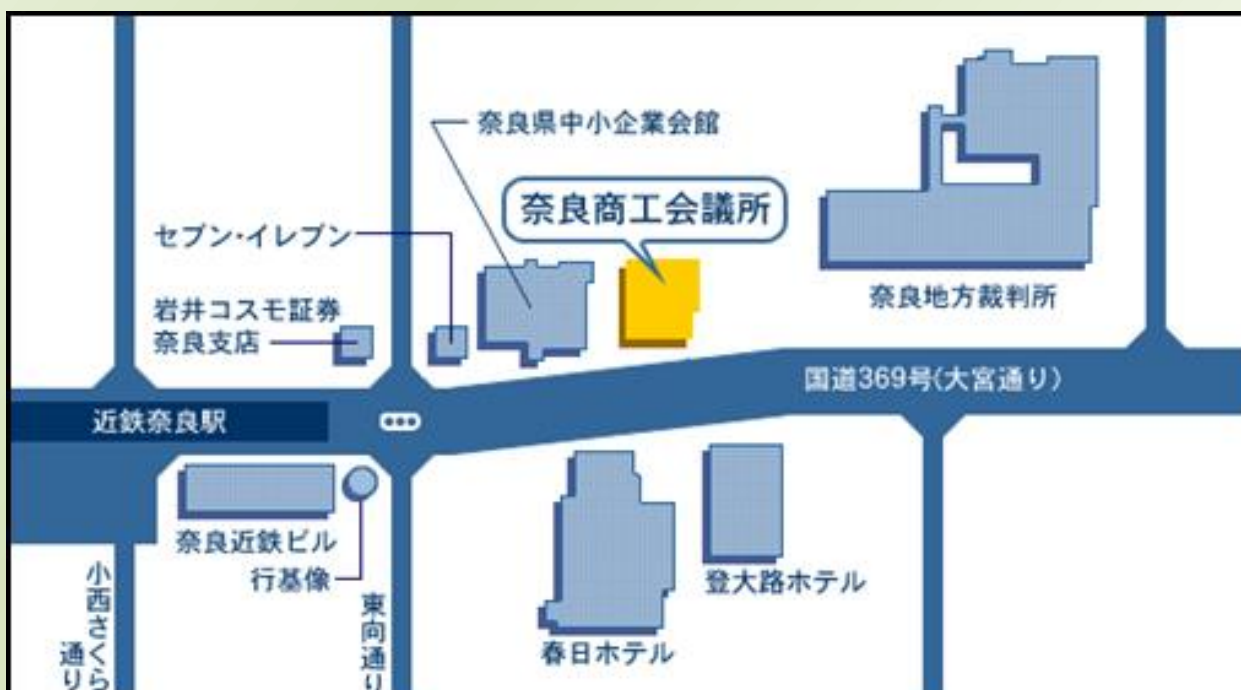 奈良県中小企業会館
奈良商工会議所
セブン・イレブン
岩井コスモ証券
奈良支店
奈良地方裁判所
国道369号(大宮通り)
近鉄奈良駅
奈良近鉄ビル
行基像
登大路ホテル
春日ホテル
小西さくら
通り
東向通り